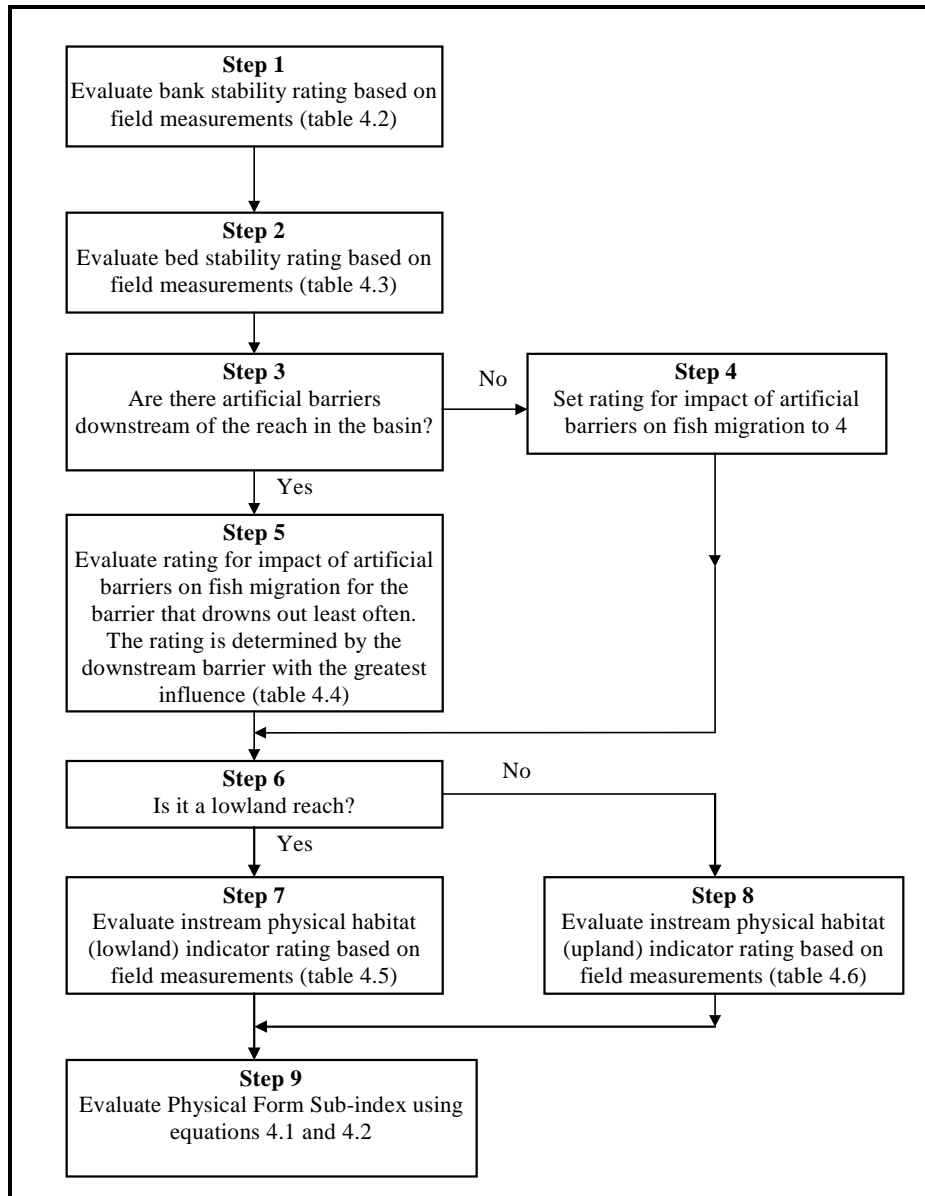 Step 1
Evaluate bank stability rating based on
field measurements (table 4.2)
Step 2
Evaluate bed stability rating based on
field measurements (table 4.3)
Step 3
Are there artificial barriers
downstream of the reach in the basin?
No
Step 4
Set rating for impact of artificial
barriers on fish migration to 4
Yes
Step 5
Evaluate rating for impact of artificial
barriers on fish migration for the
barrier that drowns out least often.
The rating is determined by the
downstream barrier with the greatest
influence (table 4.4)
Step 6
Is it a lowland reach?
No
Yes
Step 7
Evaluate instream physical habitat
(lowland) indicator rating based on
field measurements (table 4.5)
Step 8
Evaluate instream physical habitat
(upland) indicator rating based on
field measurements (table 4.6)
Step 9
Evaluate Physical Form Sub-index using
equations 4.1 and 4.2